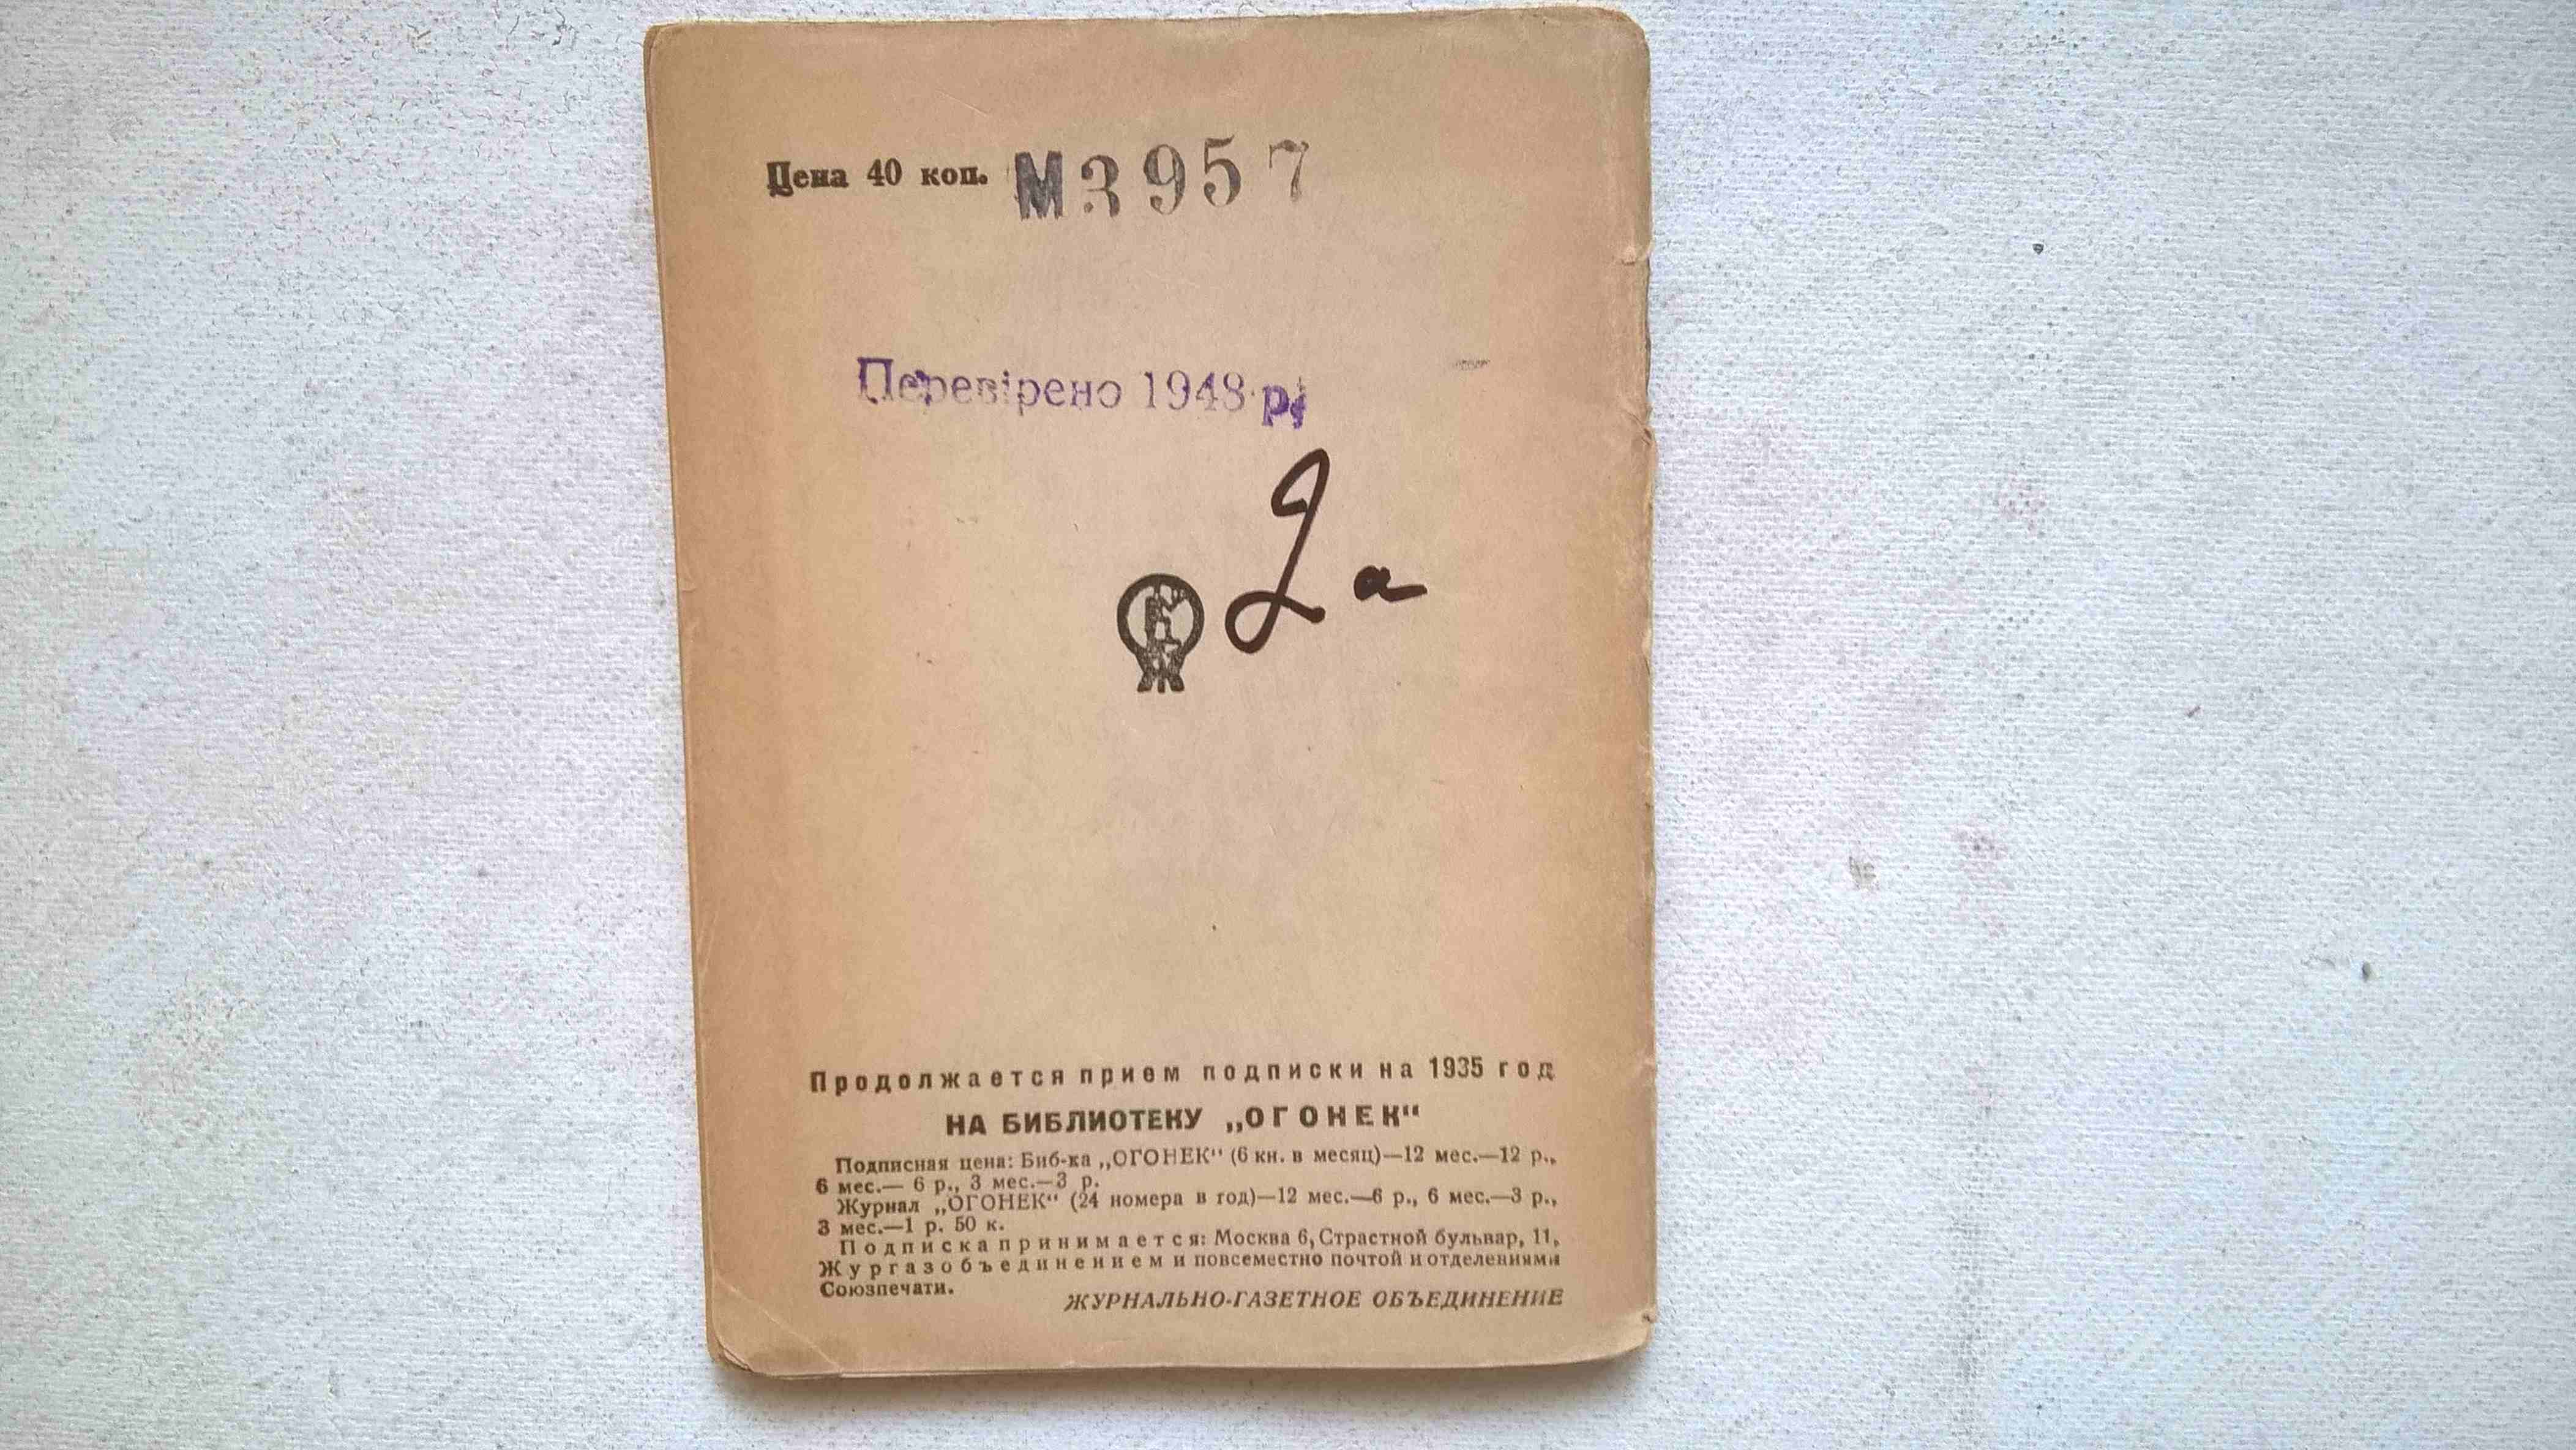 Цена 40 коп. М3957
Перевірено 1948 р.
2а
Ж
Продолжается прием подписки на 1935 год
НА БИБЛИОТЕКУ „ОГОНЕК“
Подписная цена: Биб-ка „ОГОНЕК“ (6 кн. в месяц)—12 мес.—12 р.,
6 мес.— 6 р., 3 мес.—3 р.
Журнал „ОГОНЕК“ (24 номера в год)—12 мес.—6 р., 6 мес.—3 р.,
3 мес.—1 р. 50 к.
Подписка принимается: Москва 6, Страстной бульвар, 11,
Жургазобъединением и повсеместно почтой и отделениями
Союзпечати.
ЖУРНАЛЬНО-ГАЗЕТНОЕ ОБЪЕДИНЕНИЕ